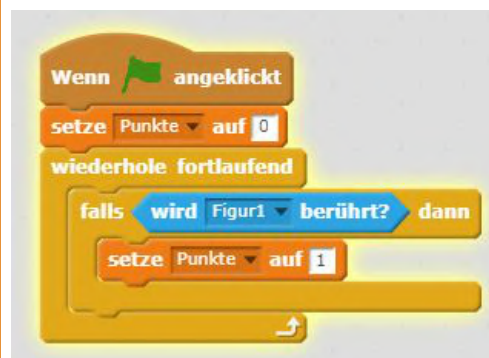 Wenn angeklickt
setze Punkte auf 0
wiederhole fortlaufend
falls wird Figur1 berührt? dann
setze Punkte auf 1